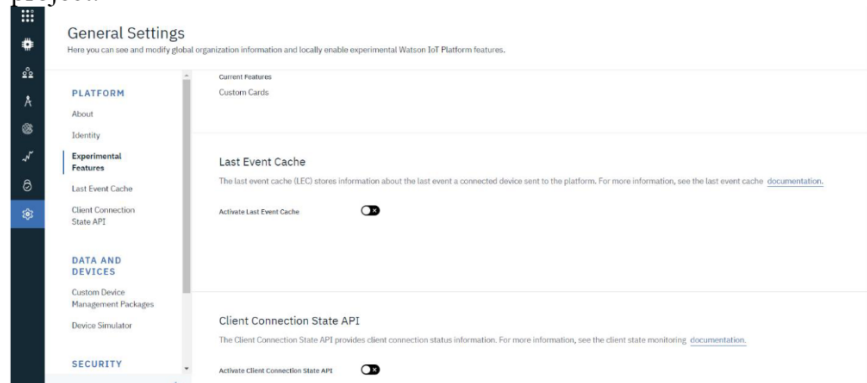 project.
General Settings
Here you can see and modify global organization information and locally enable experimental Watson IoT Platform features.
PLATFORM
About
Identity
Experimental
Features
Last Event Cache
Client Connection
State API
DATA AND
DEVICES
Custom Device
Management Packages
Device Simulator
SECURITY
Current Features
Custom Cards
Last Event Cache
The last event cache (LEC) stores information about the last event a connected device sent to the platform. For more information, see the last event cache documentation.
Activate Last Event Cache
Client Connection State API
The Client Connection State API provides client connection status information. For more information, see the client state monitoring documentation.
Activate Client Connection State API